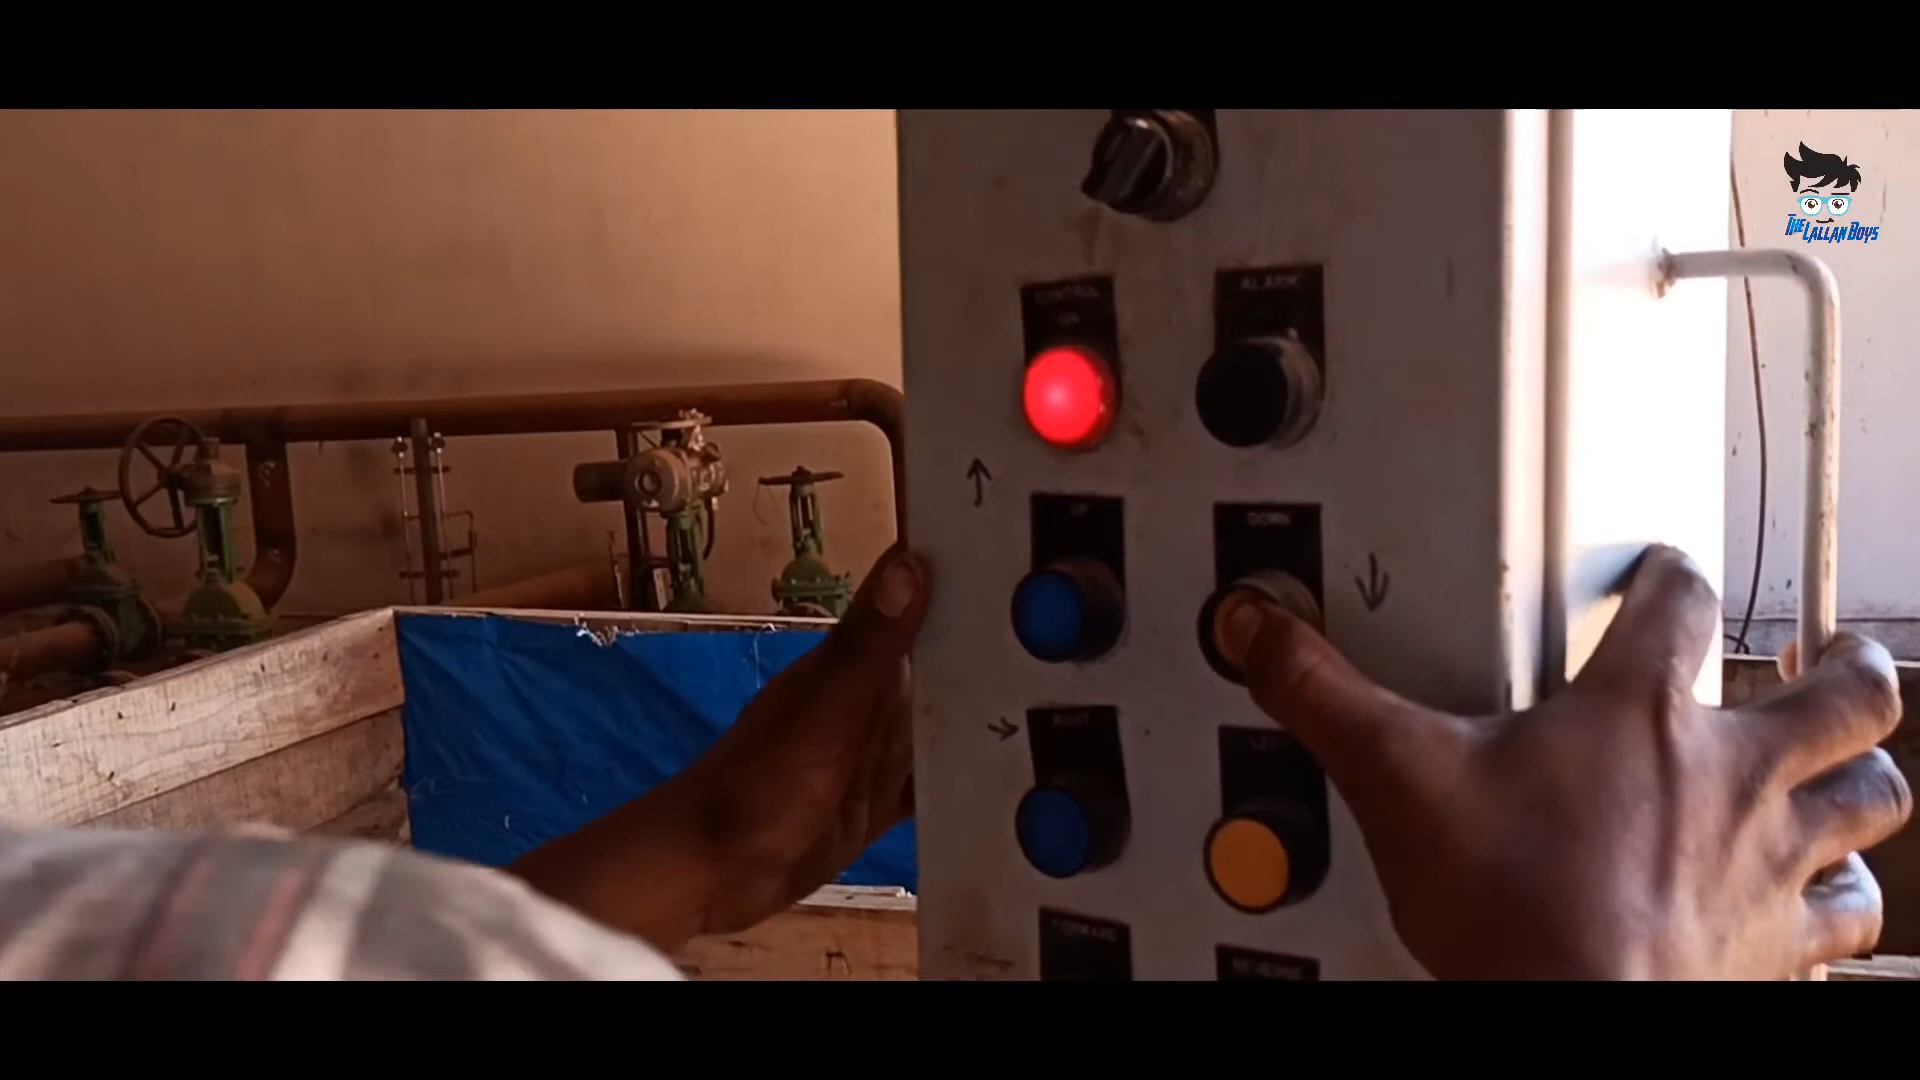 THE
LALLAN BOYS
CONTROL
ON
ALARM
UP
DOWN
RIGHT
LEFT
FORWARD
REVERSE